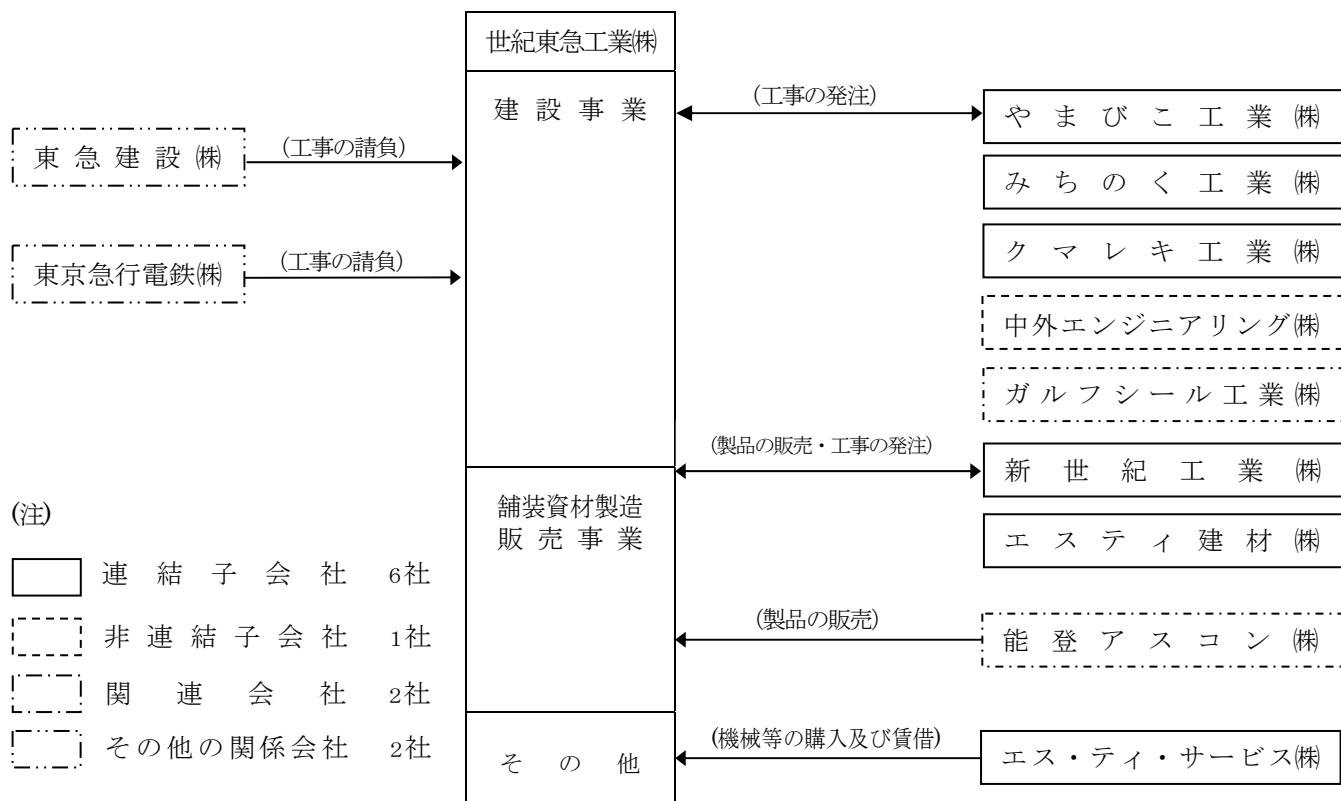 世紀東急工業㈱
建設事業
(工事の発注)
やまびこ工業㈱
東急建設㈱
(工事の請負)
みちのく工業㈱
東京急行電鉄㈱
(工事の請負)
クマレキ工業㈱
中外エンジニアリング㈱
ガルフシール工業㈱
(製品の販売・工事の発注)
新世紀工業㈱
舗装資材製造
販売事業
エスティ建材㈱
(製品の販売)
能登アスコン㈱
その他
(機械等の購入及び賃借)
エス・ティ・サービス㈱
(注)
連結子会社 6社
非連結子会社 1社
関連会社 2社
その他の関係会社 2社